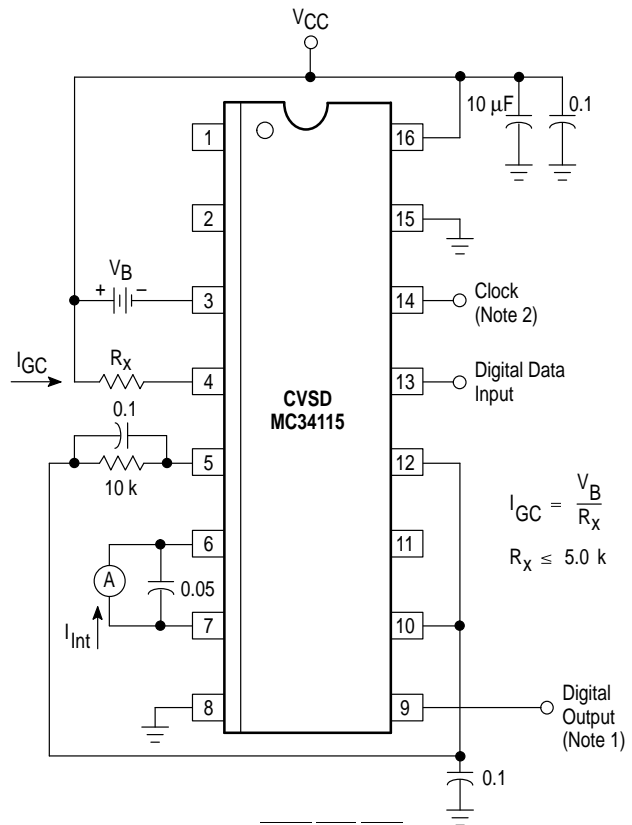 VCC
10 µF
0.1
1
16
2
15
VB
+
−
3
14
Clock
(Note 2)
IGC
RX
4
13
Digital Data
Input
CVSD
MC34115
0.1
10 k
5
12
IGC = VB
RX
RX ≤ 5.0 k
6
11
A
0.05
IInt
7
10
8
9
Digital
Output
(Note 1)
0.1